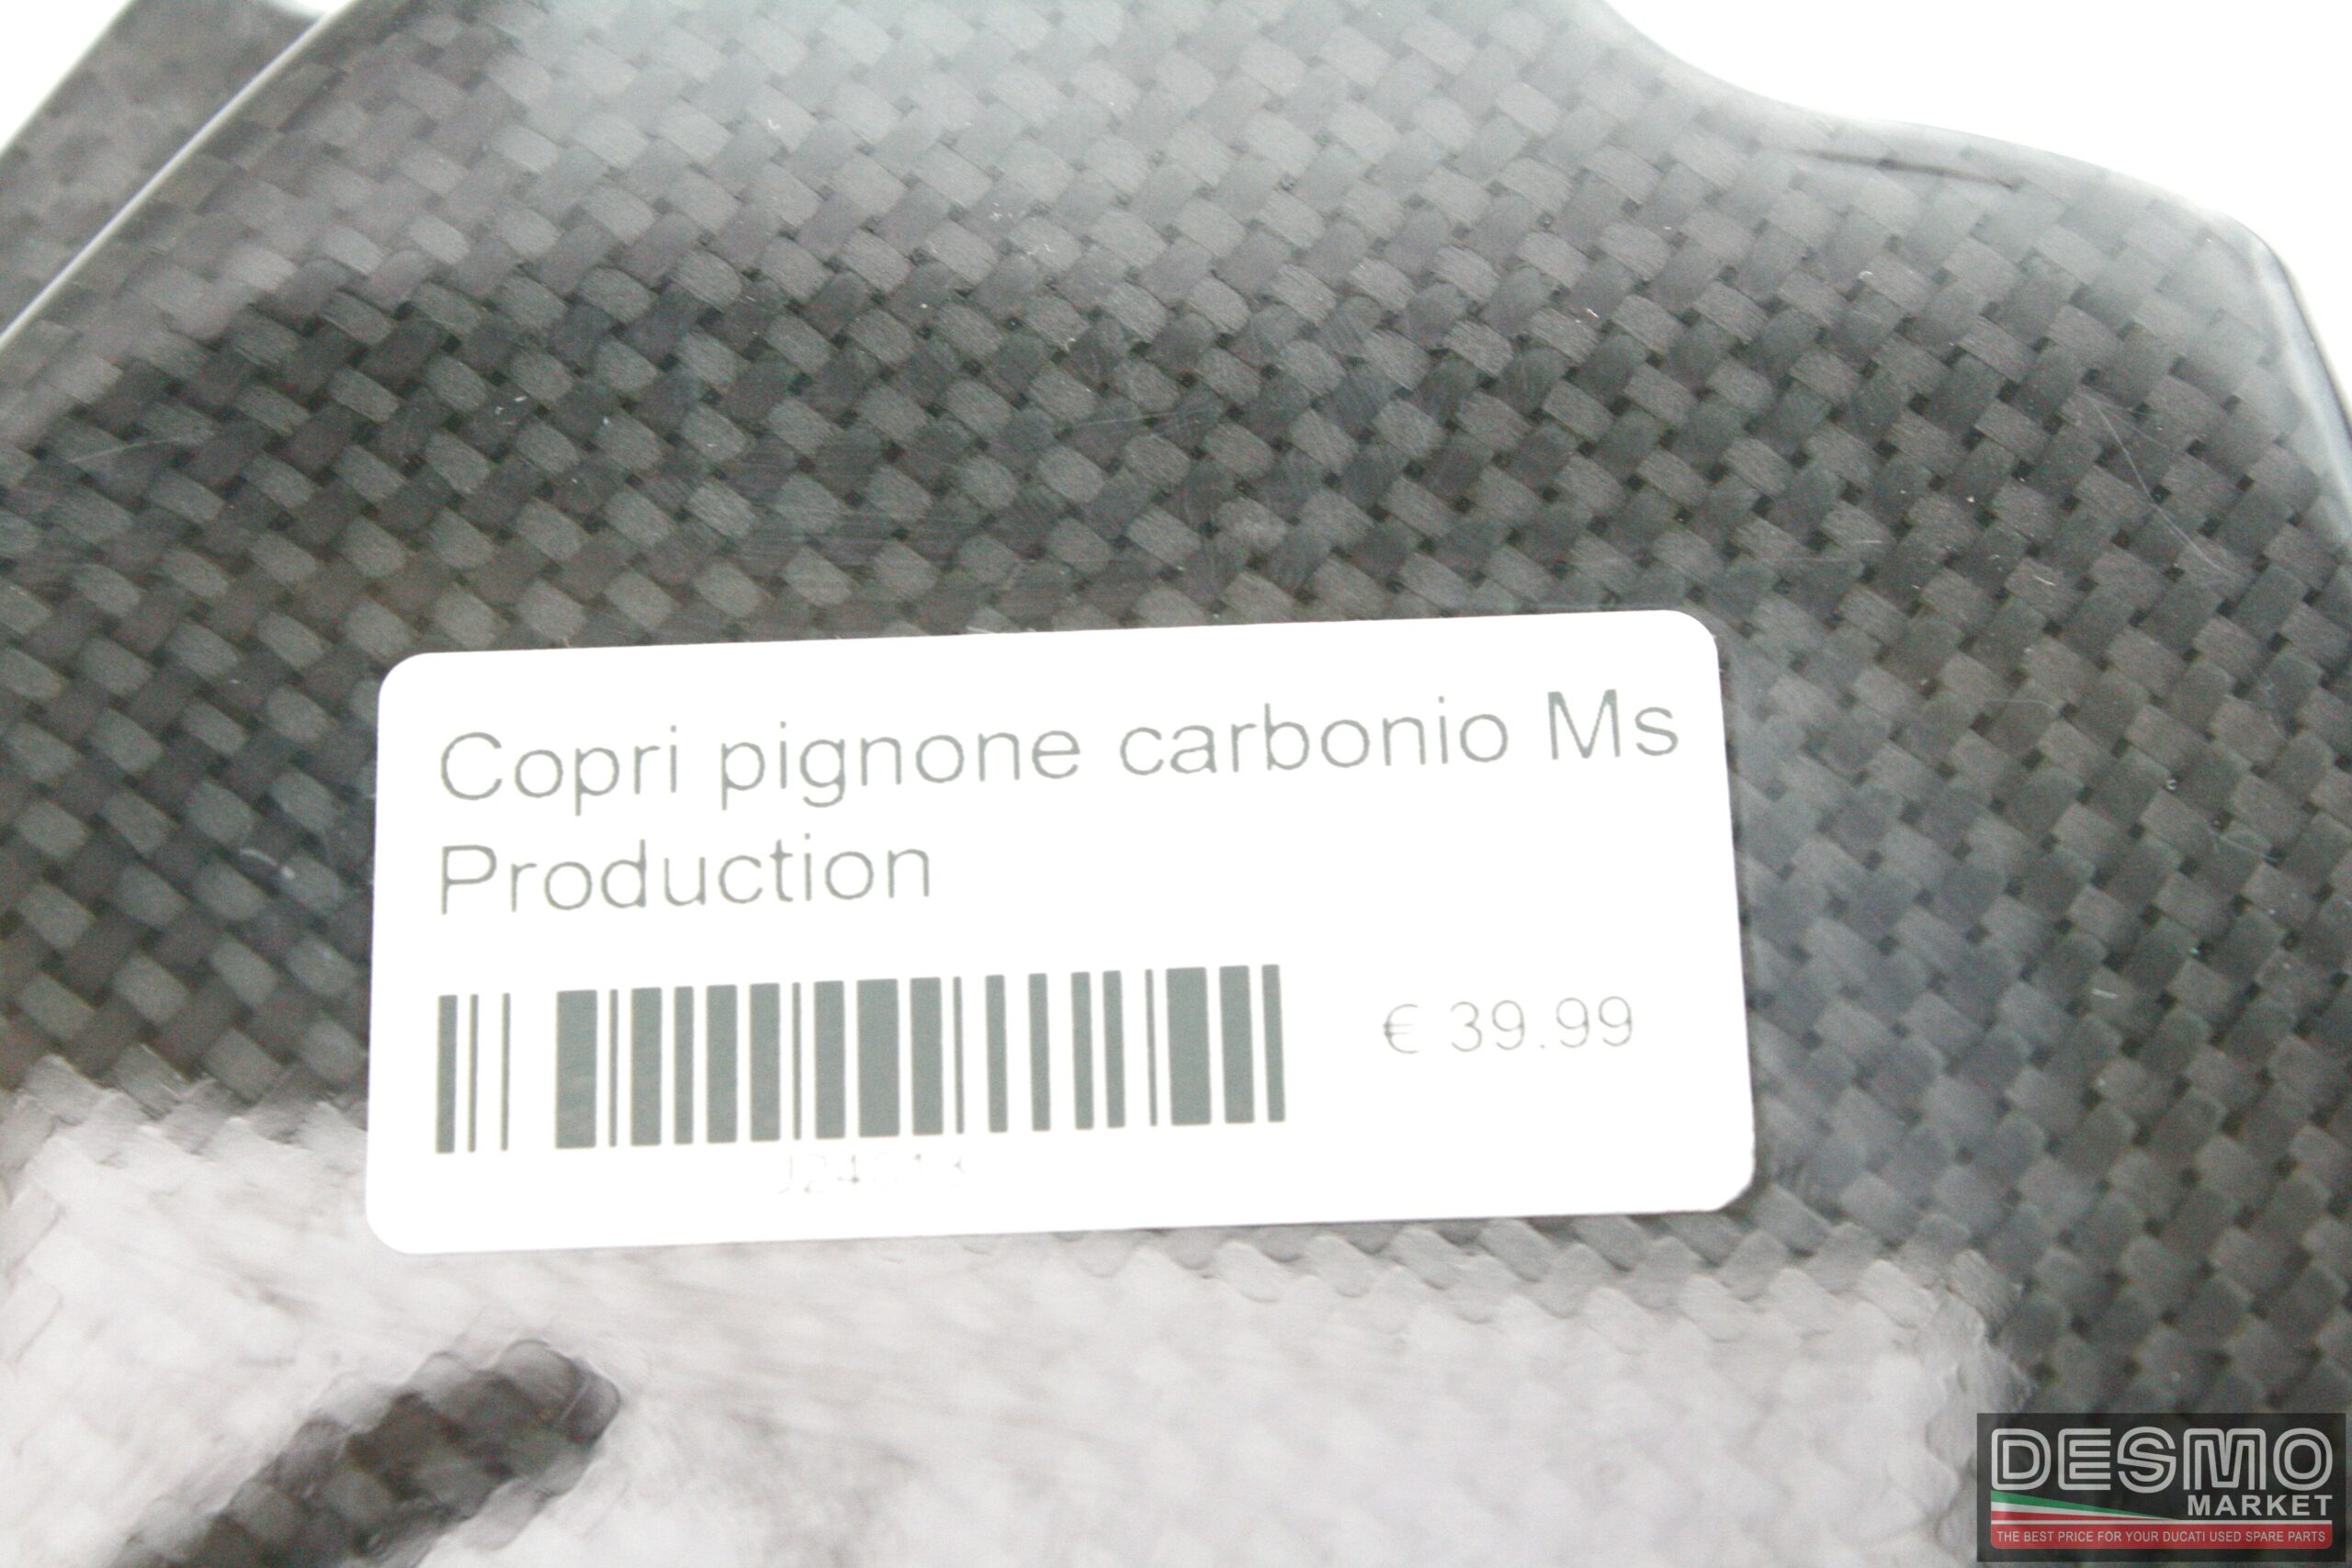 Copri pignone carbonio Ms
Production
€ 39.99
DESMO
MARKET
THE BEST PRICE FOR YOUR DUCATI USED SPARE PARTS